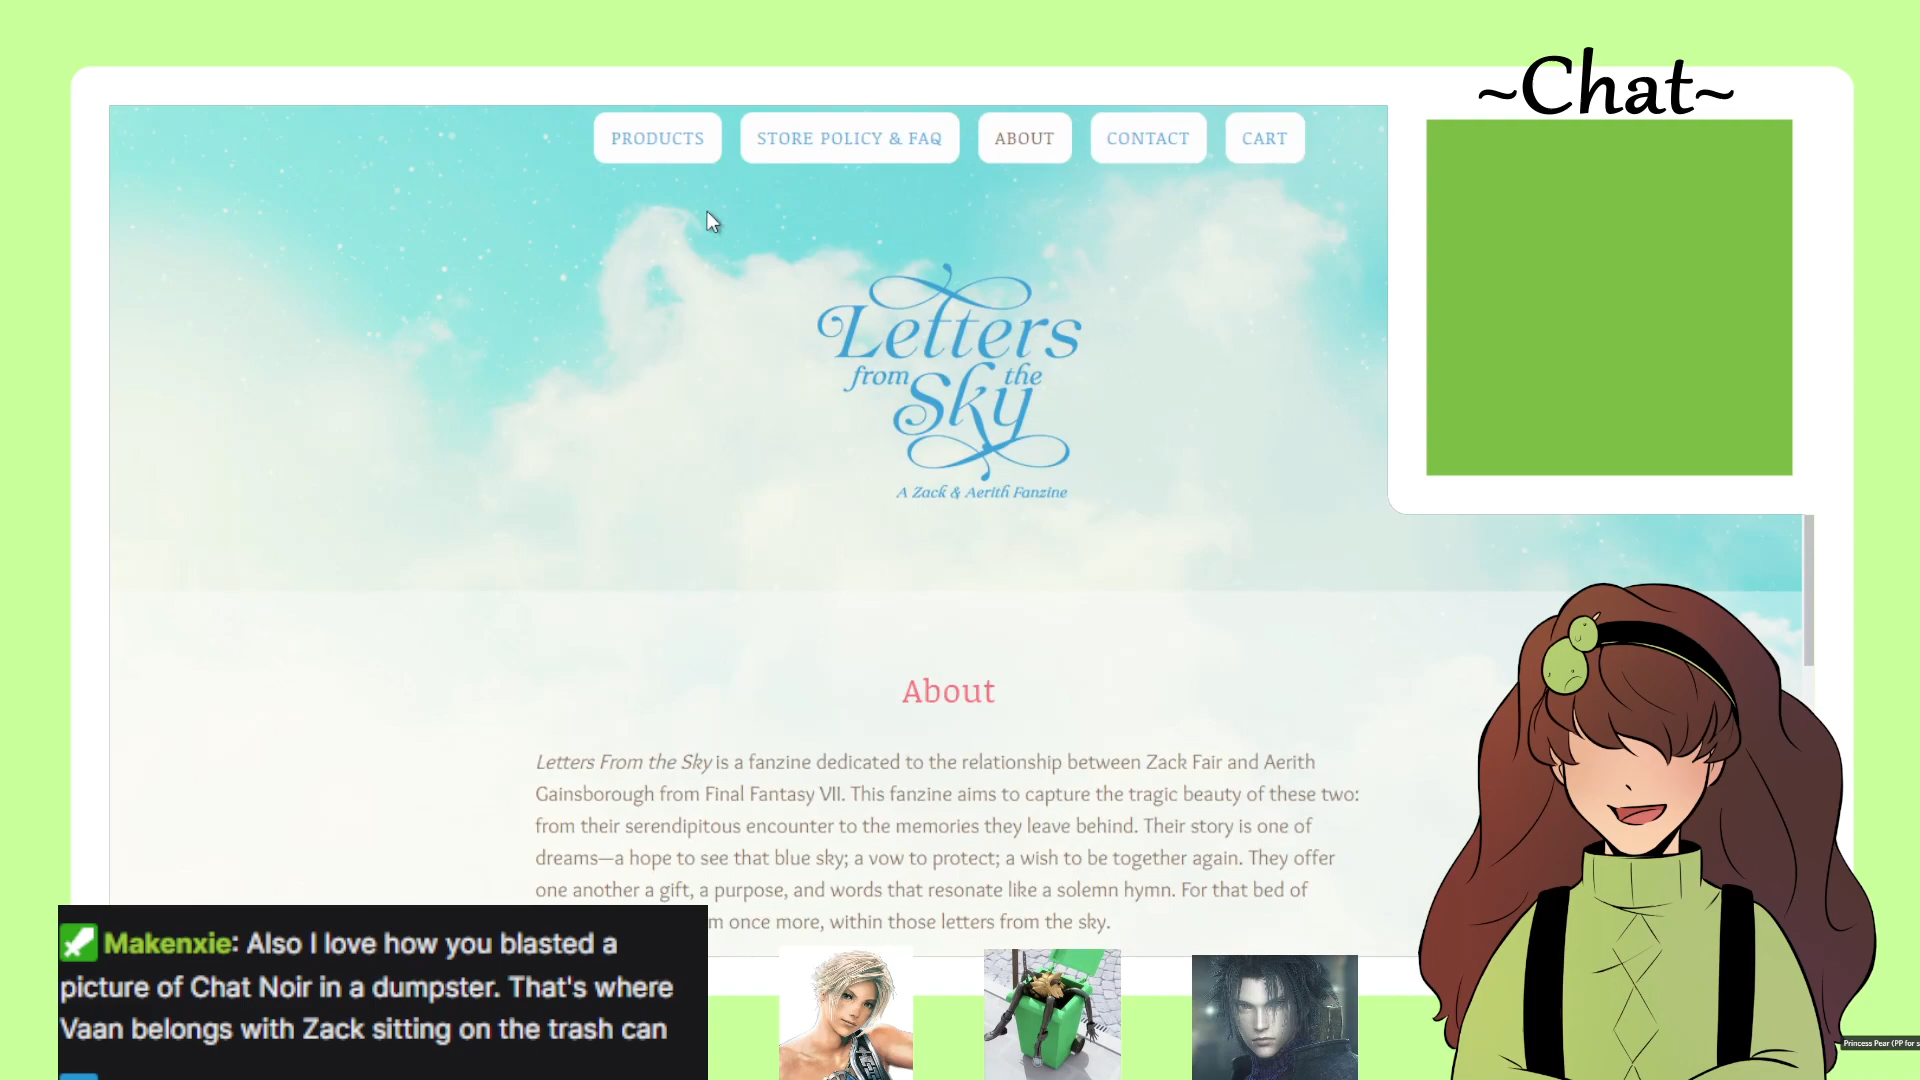 ~Chat~
PRODUCTS
STORE POLICY & FAQ
ABOUT
CONTACT
CART
Letters
from the
Sky
A Zack & Aerith Fanzine
About
Letters From the Sky is a fanzine dedicated to the relationship between Zack Fair and Aerith
Gainsborough from Final Fantasy VII. This fanzine aims to capture the tragic beauty of these two:
from their serendipitous encounter to the memories they leave behind. Their story is one of
dreams—a hope to see that blue sky; a vow to protect; a wish to be together again. They offer
one another a gift, a purpose, and words that resonate like a solemn hymn. For that bed of
once more, within those letters from the sky.
Makenxie: Also I love how you blasted a
picture of Chat Noir in a dumpster. That's where
Vaan belongs with Zack sitting on the trash can
Princess Pear (PP for s